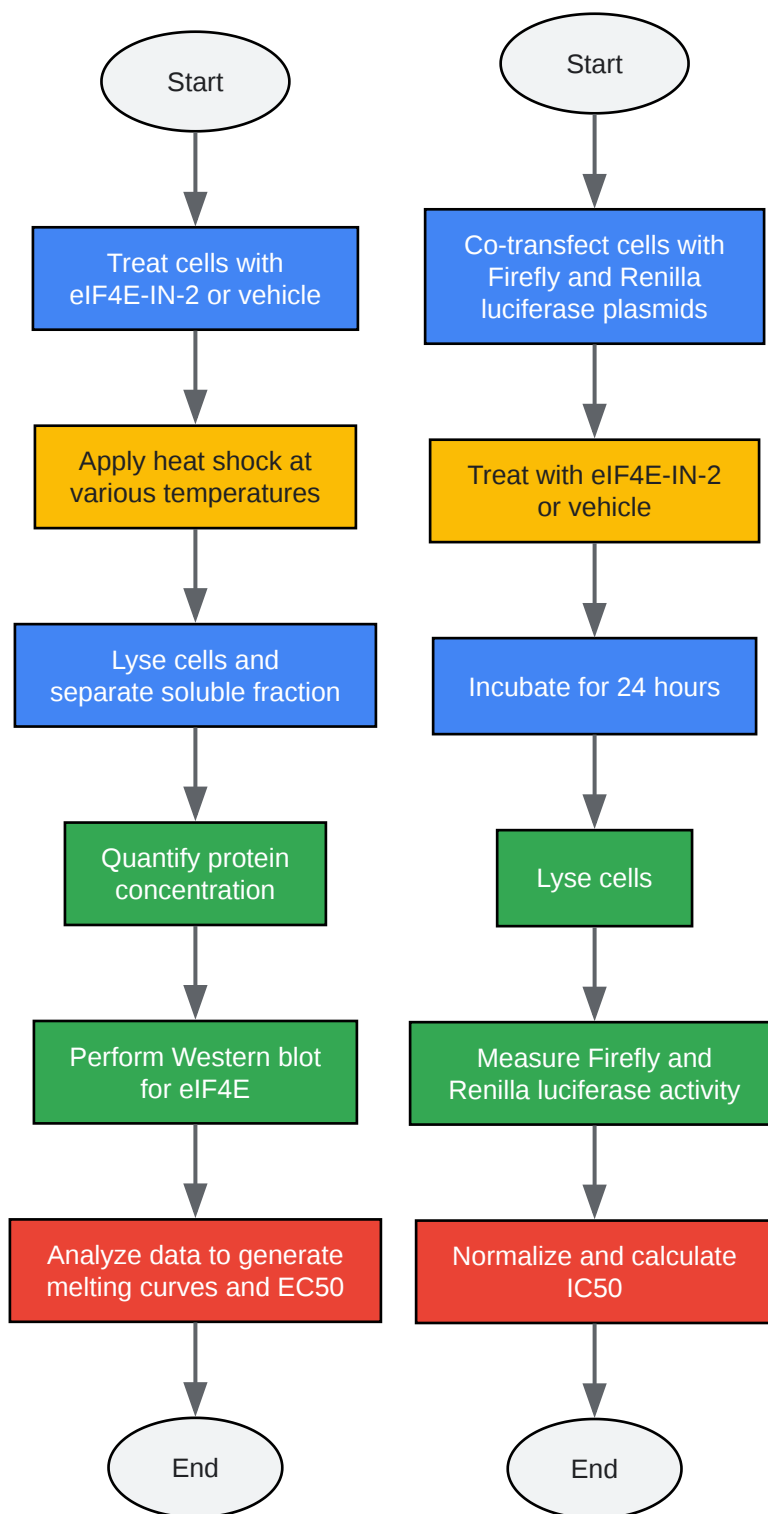 Start
Treat cells with
eIF4E-IN-2 or vehicle
Apply heat shock at
various temperatures
Lyse cells and
separate soluble fraction
Quantify protein
concentration
Perform Western blot
for eIF4E
Analyze data to generate
melting curves and EC50
End
Start
Co-transfect cells with
Firefly and Renilla
luciferase plasmids
Treat with eIF4E-IN-2
or vehicle
Incubate for 24 hours
Lyse cells
Measure Firefly and
Renilla luciferase activity
Normalize and calculate
IC50
End